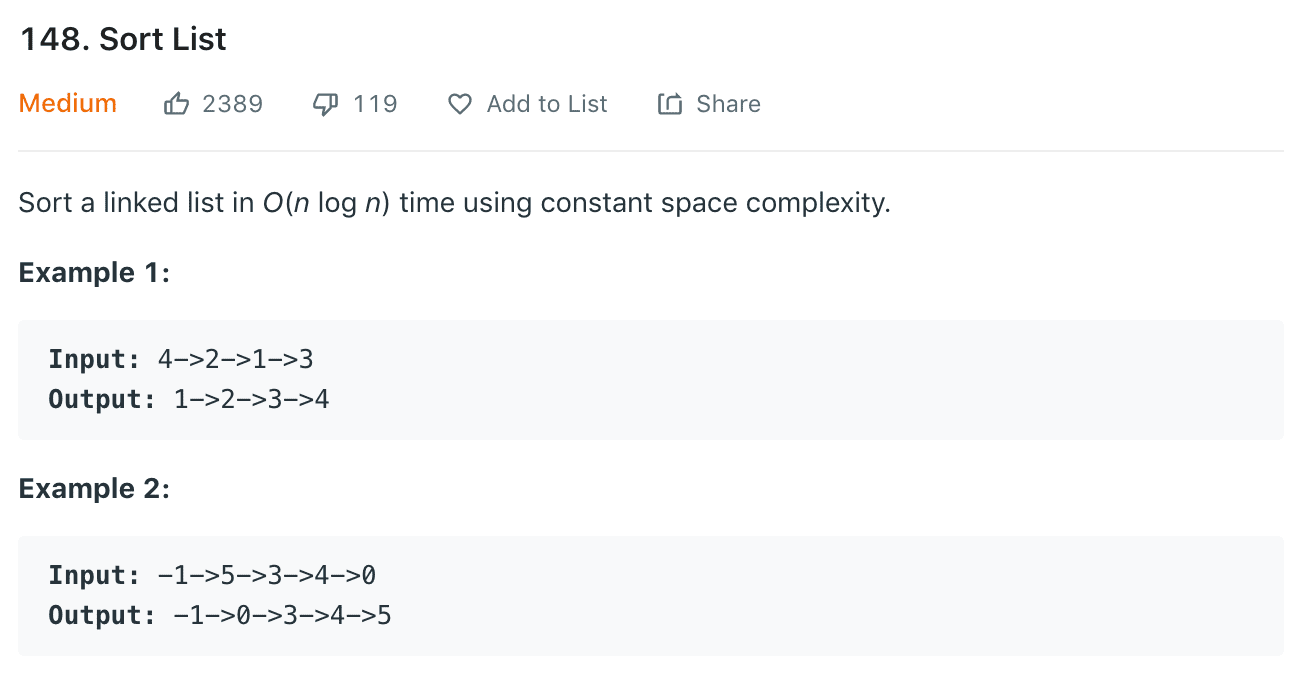 148. Sort List
Medium 2389 119 Add to List Share
Sort a linked list in O(n log n) time using constant space complexity.
Example 1:
Input: 4->2->1->3
Output: 1->2->3->4
Example 2:
Input: -1->5->3->4->0
Output: -1->0->3->4->5